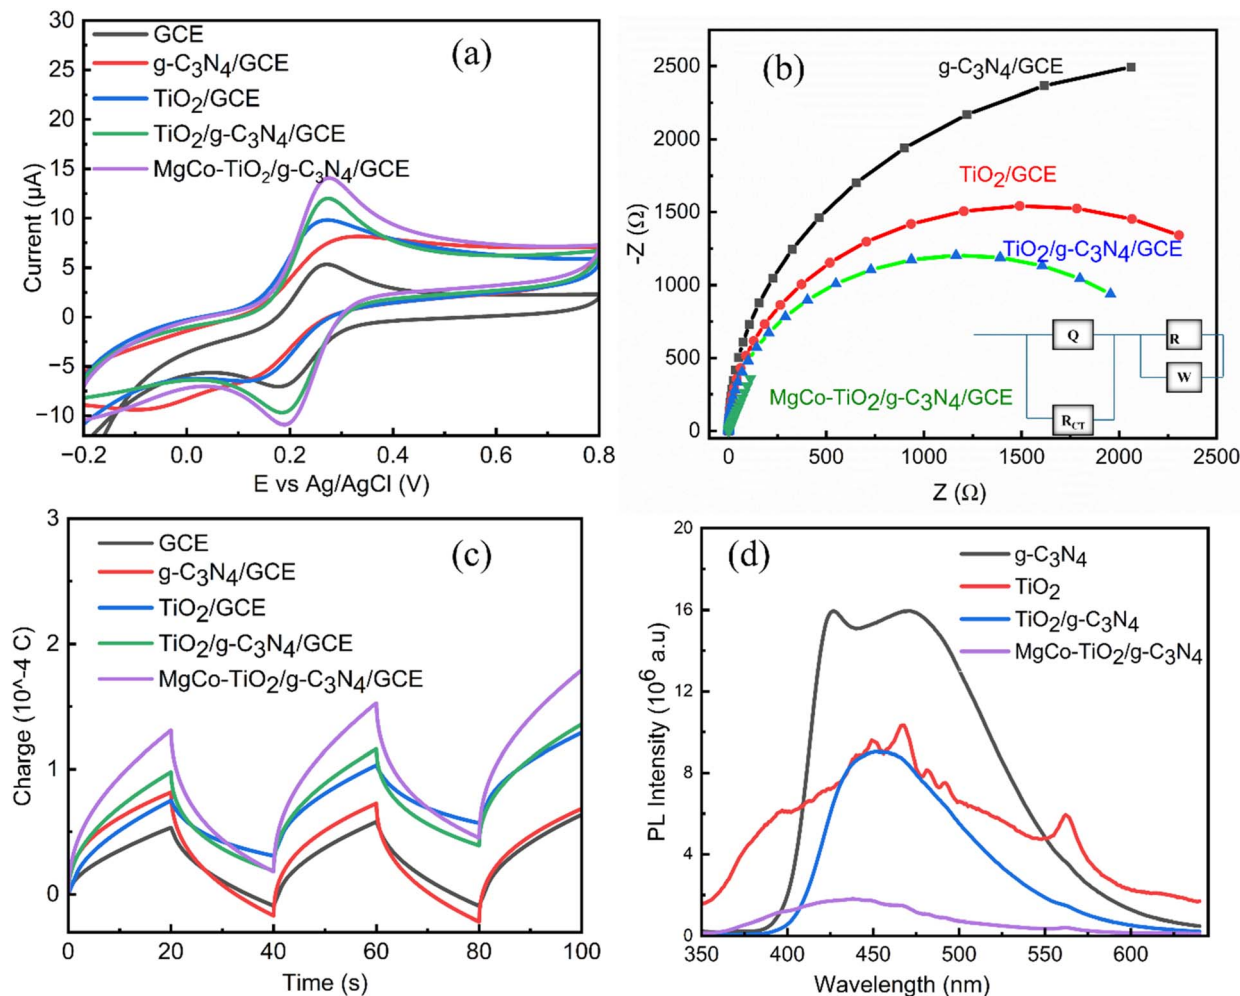 (a)
GCE
g-C₃N₄/GCE
TiO₂/GCE
TiO₂/g-C₃N₄/GCE
MgCo-TiO₂/g-C₃N₄/GCE
30
25
20
15
10
5
0
−5
−10
Current (µA)
−0.2 0.0 0.2 0.4 0.6 0.8
E vs Ag/AgCl (V)
(b)
g-C₃N₄/GCE
TiO₂/GCE
TiO₂/g-C₃N₄/GCE
MgCo-TiO₂/g-C₃N₄/GCE
Q
R_CT
R
W
2500
2000
1500
1000
500
0
-Z (Ω)
0 500 1000 1500 2000 2500
Z (Ω)
(c)
GCE
g-C₃N₄/GCE
TiO₂/GCE
TiO₂/g-C₃N₄/GCE
MgCo-TiO₂/g-C₃N₄/GCE
3
2
1
0
Charge (10^-4 C)
0 20 40 60 80 100
Time (s)
(d)
g-C₃N₄
TiO₂
TiO₂/g-C₃N₄
MgCo-TiO₂/g-C₃N₄
20
16
12
8
4
0
PL Intensity (10⁶ a.u)
350 400 450 500 550 600
Wavelength (nm)